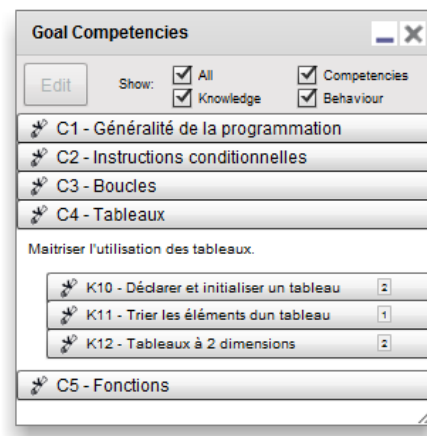 Goal Competencies
Edit
Show:
All
Competencies
Knowledge
Behaviour
C1 - Généralité de la programmation
C2 - Instructions conditionnelles
C3 - Boucles
C4 - Tableaux
Maitriser l'utilisation des tableaux.
K10 - Déclarer et initialiser un tableau 2
K11 - Trier les éléments dun tableau 1
K12 - Tableaux à 2 dimensions 2
C5 - Fonctions